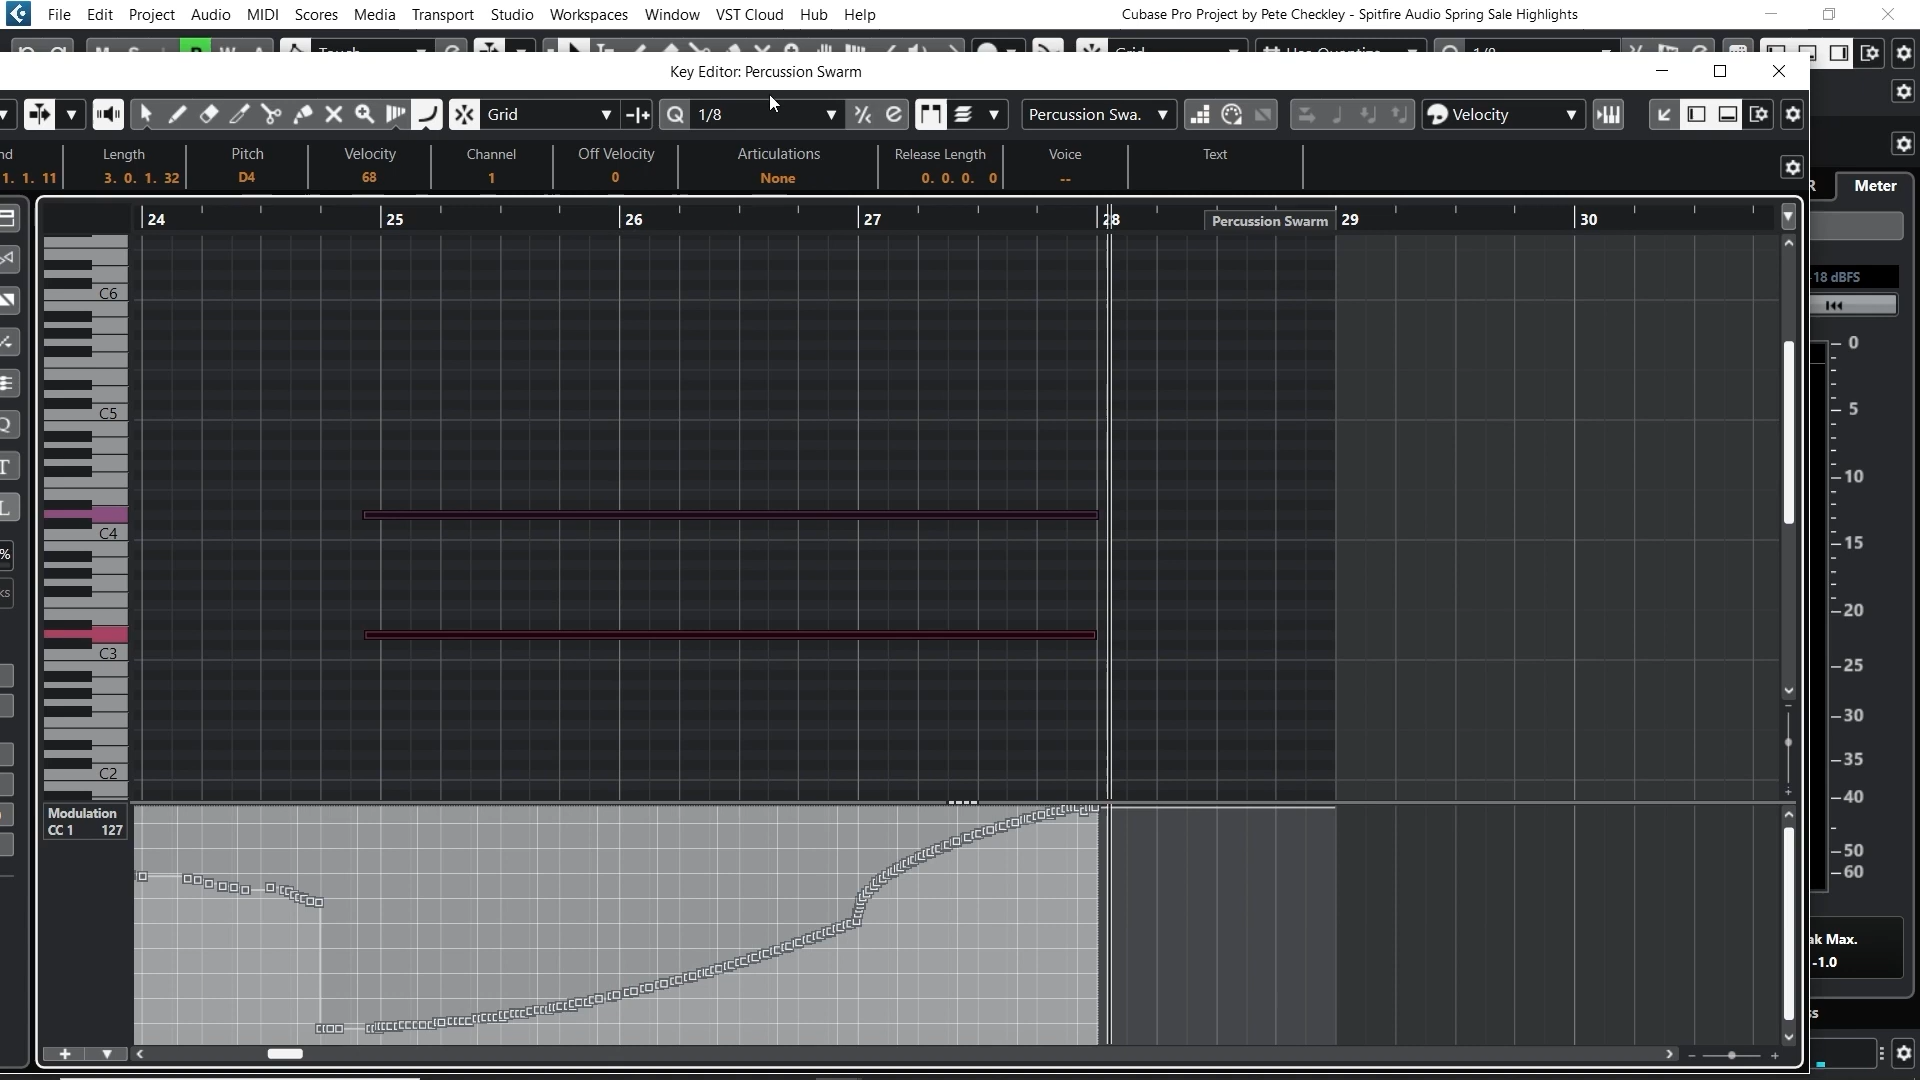 File Edit Project Audio MIDI Scores Media Transport Studio Workspaces Window VST Cloud Hub Help
Cubase Pro Project by Pete Checkley - Spitfire Audio Spring Sale Highlights
Key Editor: Percussion Swarm
Grid 1/8 Percussion Swa. Velocity
nd Length Pitch Velocity Channel Off Velocity Articulations Release Length Voice Text
1. 1. 11 3. 0. 1. 32 D4 68 1 0 None 0. 0. 0. 0 --
R Meter
24 25 26 27 28 Percussion Swarm 29 30
-18 dBFS
C6
C5
C4
C3
C2
Q
T
L
%
ks
0
5
10
15
20
25
30
35
40
50
60
Modulation
CC 1 127
ak Max.
-1.0
ss